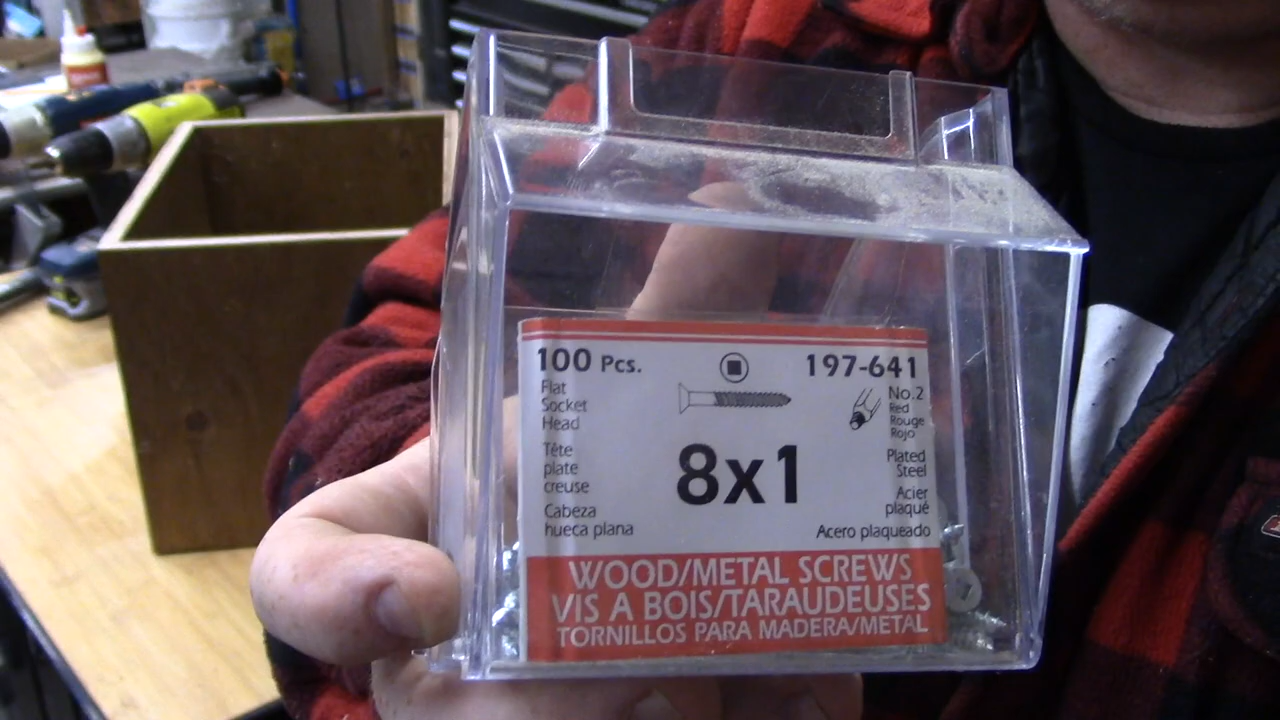 100 Pcs.
197-641
Flat
Socket
Head
No.2
Red
Rouge
Rojo
8x1
Tête
plate
creuse
Plated
Steel
Acier
plaqué
Cabeza
hueca plana
Acero plaqueado
WOOD/METAL SCREWS
VIS A BOIS/TARAUDEUSES
TORNILLOS PARA MADERA/METAL